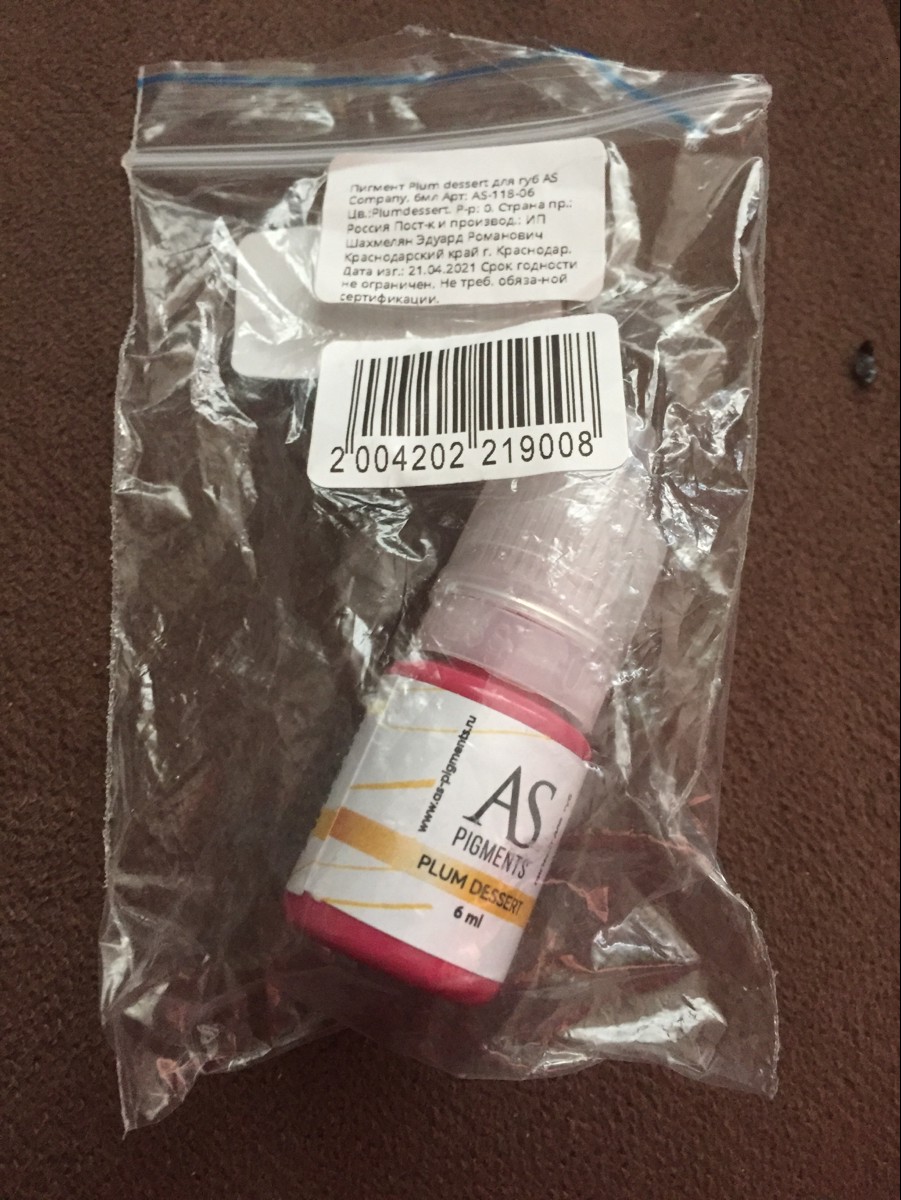 Пигмент Plum dessert для губ AS
Company, 6мл Арт: AS-118-06
Цв.:Plumdessert. Р-р: 0. Страна пр.:
Россия Пост-к и производ.: ИП
Шахмелян Эдуард Романович
Краснодарский край г. Краснодар.
Дата изг.: 21.04.2021 Срок годности
не ограничен. Не треб. обяза-ной
сертификации.
2 004202 219008
www.as-pigments.ru
AS
PIGMENTS
PLUM DESSERT
6 ml